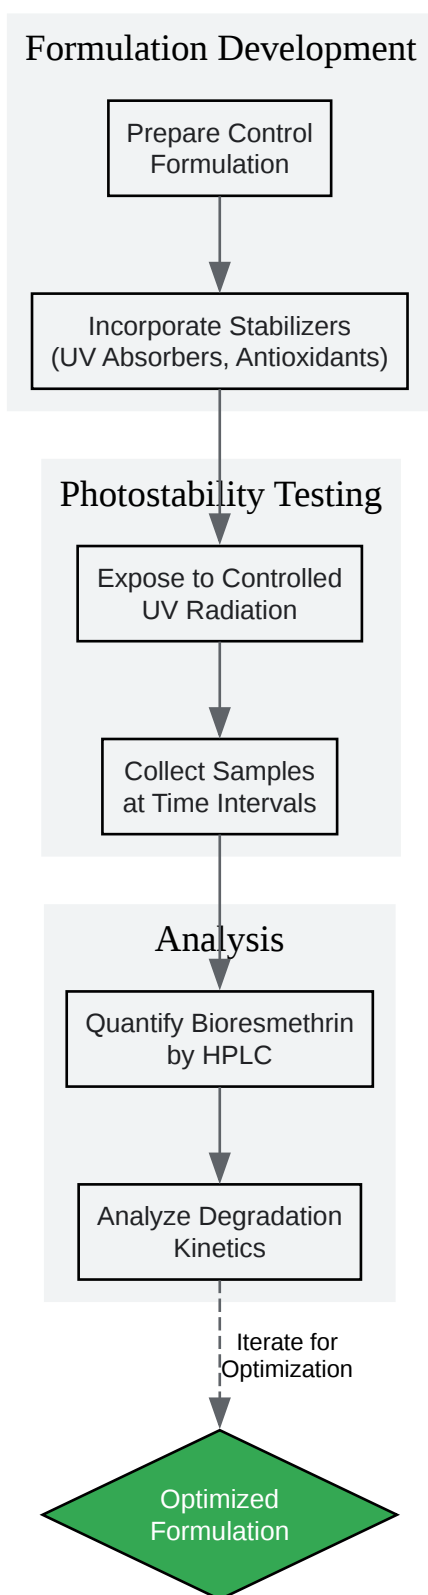 Formulation Development
Prepare Control
Formulation
Incorporate Stabilizers
(UV Absorbers, Antioxidants)
Photostability Testing
Expose to Controlled
UV Radiation
Collect Samples
at Time Intervals
Analysis
Quantify Bioresmethrin
by HPLC
Analyze Degradation
Kinetics
Iterate for
Optimization
Optimized
Formulation